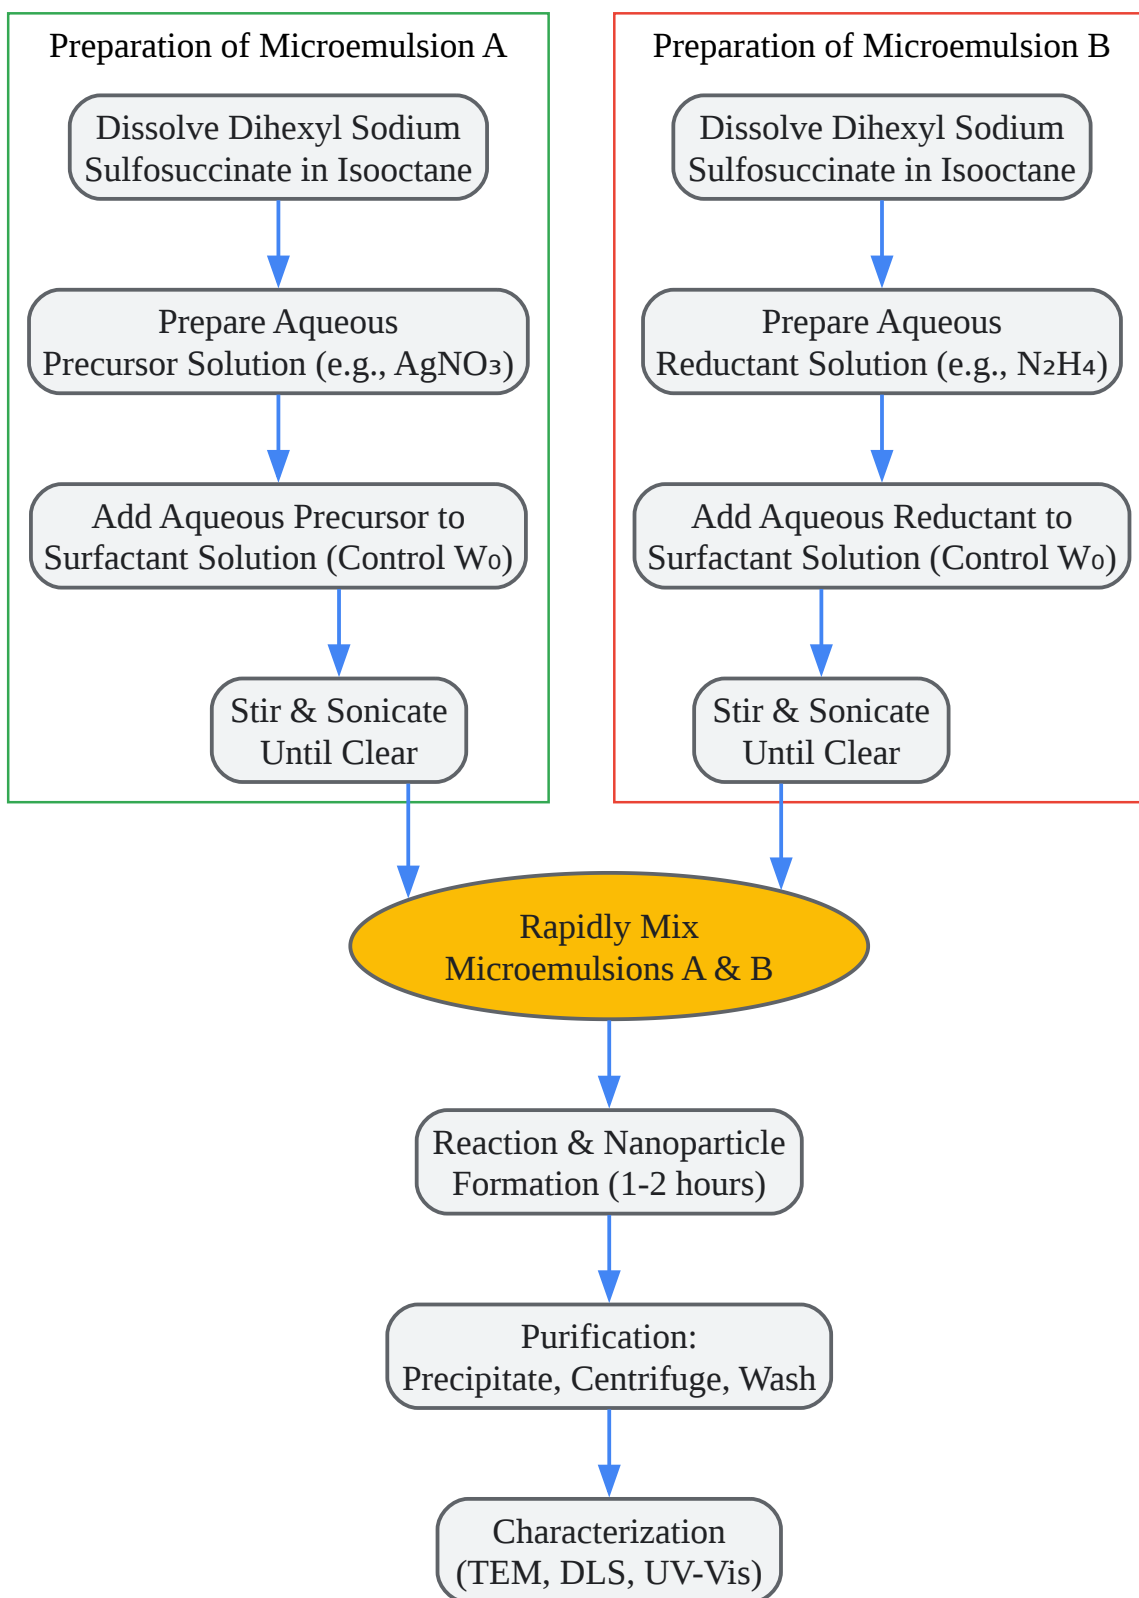 Preparation of Microemulsion A
Dissolve Dihexyl Sodium
Sulfosuccinate in Isooctane
Prepare Aqueous
Precursor Solution (e.g., AgNO₃)
Add Aqueous Precursor to
Surfactant Solution (Control W₀)
Stir & Sonicate
Until Clear
Preparation of Microemulsion B
Dissolve Dihexyl Sodium
Sulfosuccinate in Isooctane
Prepare Aqueous
Reductant Solution (e.g., N₂H₄)
Add Aqueous Reductant to
Surfactant Solution (Control W₀)
Stir & Sonicate
Until Clear
Rapidly Mix
Microemulsions A & B
Reaction & Nanoparticle
Formation (1-2 hours)
Purification:
Precipitate, Centrifuge, Wash
Characterization
(TEM, DLS, UV-Vis)